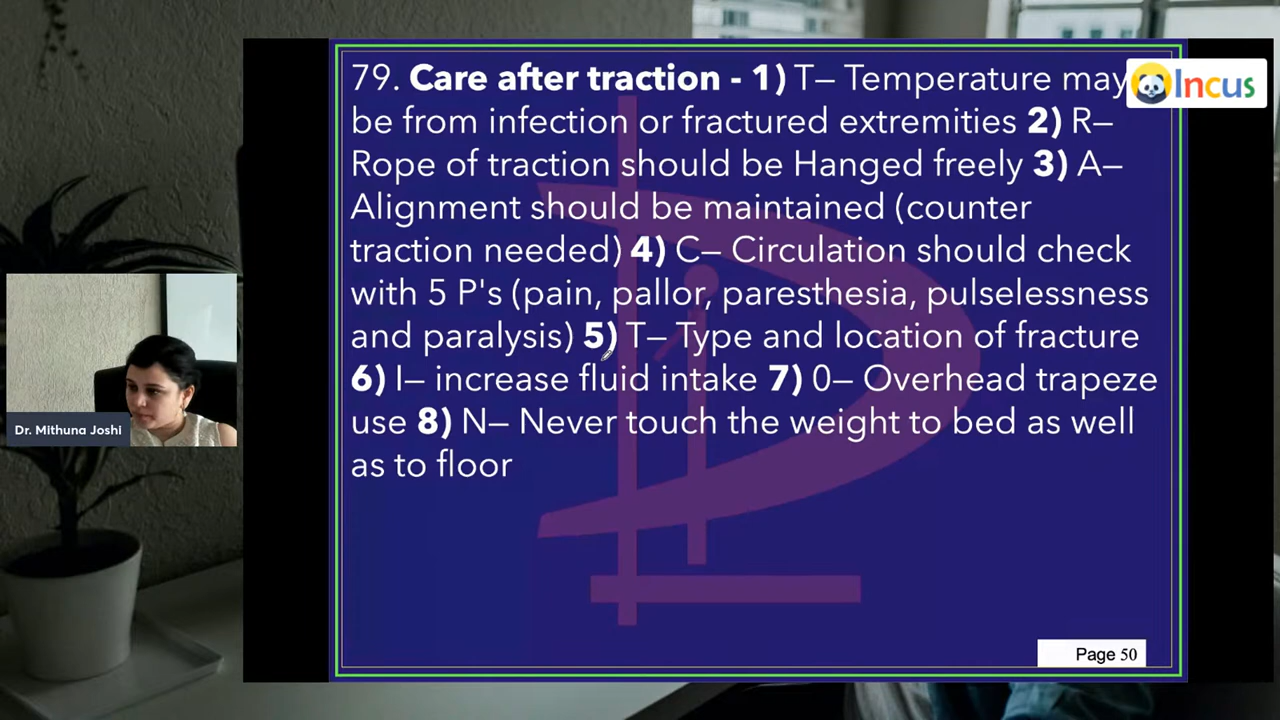 79. Care after traction - 1) T– Temperature may
be from infection or fractured extremities 2) R–
Rope of traction should be Hanged freely 3) A–
Alignment should be maintained (counter
traction needed) 4) C– Circulation should check
with 5 P's (pain, pallor, paresthesia, pulselessness
and paralysis) 5) T– Type and location of fracture
6) I– increase fluid intake 7) 0– Overhead trapeze
use 8) N– Never touch the weight to bed as well
as to floor
Incus
Dr. Mithuna Joshi
Page 50